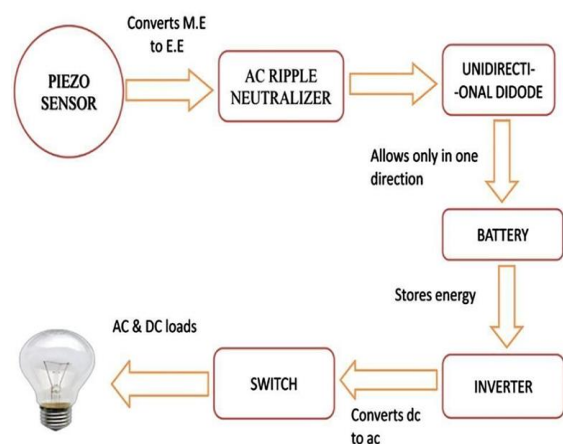 Converts M.E
to E.E
PIEZO
SENSOR
AC RIPPLE
NEUTRALIZER
UNIDIRECTI-
-ONAL DIDODE
Allows only in one
direction
BATTERY
Stores energy
INVERTER
Converts dc
to ac
SWITCH
AC & DC loads